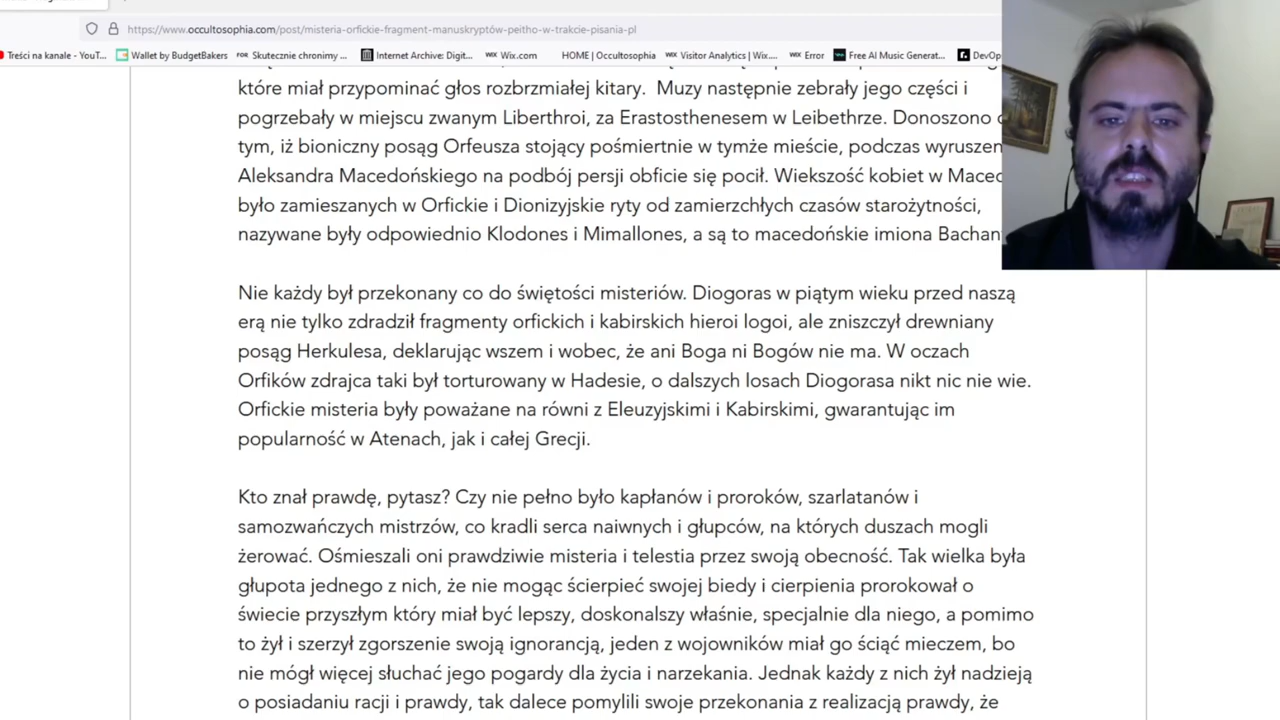 https://www.occultosophia.com/post/misteria-orfickie-fragment-manuskryptów-peitho-w-trakcie-pisania-pl
Treści na kanale - YouT... Wallet by BudgetBakers Skutecznie chronimy ... Internet Archive: Digit... WIX Wix.com HOME | Occultosophia WIX Visitor Analytics | Wix.... WIX Error Free AI Music Generat... DevOp
które miał przypominać głos rozbrzmiałej kitary. Muzy następnie zebrały jego części i
pogrzebały w miejscu zwanym Liberthroi, za Erastosthenesem w Leibethrze. Donoszono
tym, iż bioniczny posąg Orfeusza stojący pośmiertnie w tymże mieście, podczas wyruszen
Aleksandra Macedońskiego na podbój persji obficie się pocił. Wiekszość kobiet w Maced
było zamieszanych w Orfickie i Dionizyjskie ryty od zamierzchłych czasów starożytności,
nazywane były odpowiednio Klodones i Mimallones, a są to macedońskie imiona Bachan
Nie każdy był przekonany co do świętości misteriów. Diogoras w piątym wieku przed naszą
erą nie tylko zdradził fragmenty orfickich i kabirskich hieroi logoi, ale zniszczył drewniany
posąg Herkulesa, deklarując wszem i wobec, że ani Boga ni Bogów nie ma. W oczach
Orfików zdrajca taki był torturowany w Hadesie, o dalszych losach Diogorasa nikt nic nie wie.
Orfickie misteria były poważane na równi z Eleuzyjskimi i Kabirskimi, gwarantując im
popularność w Atenach, jak i całej Grecji.
Kto znał prawdę, pytasz? Czy nie pełno było kapłanów i proroków, szarlatanów i
samozwańczych mistrzów, co kradli serca naiwnych i głupców, na których duszach mogli
żerować. Ośmieszali oni prawdziwie misteria i telestia przez swoją obecność. Tak wielka była
głupota jednego z nich, że nie mogąc ścierpieć swojej biedy i cierpienia prorokował o
świecie przyszłym który miał być lepszy, doskonalszy właśnie, specjalnie dla niego, a pomimo
to żył i szerzył zgorszenie swoją ignorancją, jeden z wojowników miał go ściąć mieczem, bo
nie mógł więcej słuchać jego pogardy dla życia i narzekania. Jednak każdy z nich żył nadzieją
o posiadaniu racji i prawdy, tak dalece pomylili swoje przekonania z realizacją prawdy, że